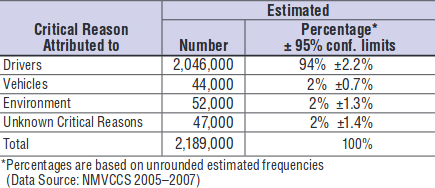 Critical Reason Attributed to
Estimated
Number
Percentage* ± 95% conf. limits
Drivers 2,046,000 94% ±2.2%
Vehicles 44,000 2% ±0.7%
Environment 52,000 2% ±1.3%
Unknown Critical Reasons 47,000 2% ±1.4%
Total 2,189,000 100%
*Percentages are based on unrounded estimated frequencies
(Data Source: NMVCCS 2005–2007)